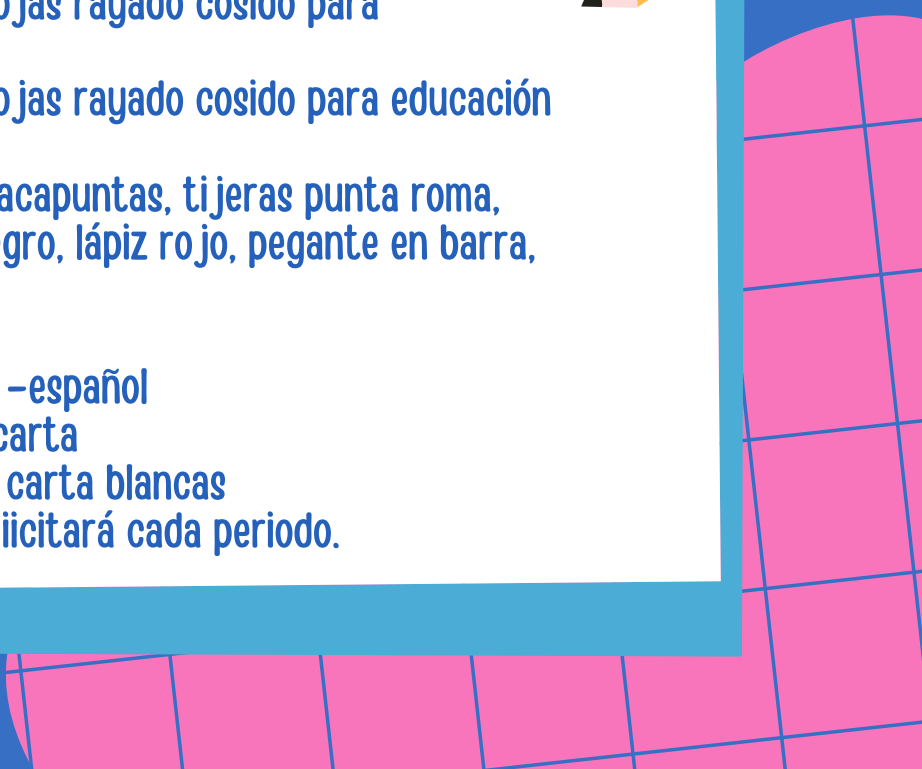 ojas rayado cosido para
ojas rayado cosido para educación
acapuntas, tijeras punta roma,
gro, lápiz rojo, pegante en barra,
-español
carta
carta blancas
iicitará cada periodo.